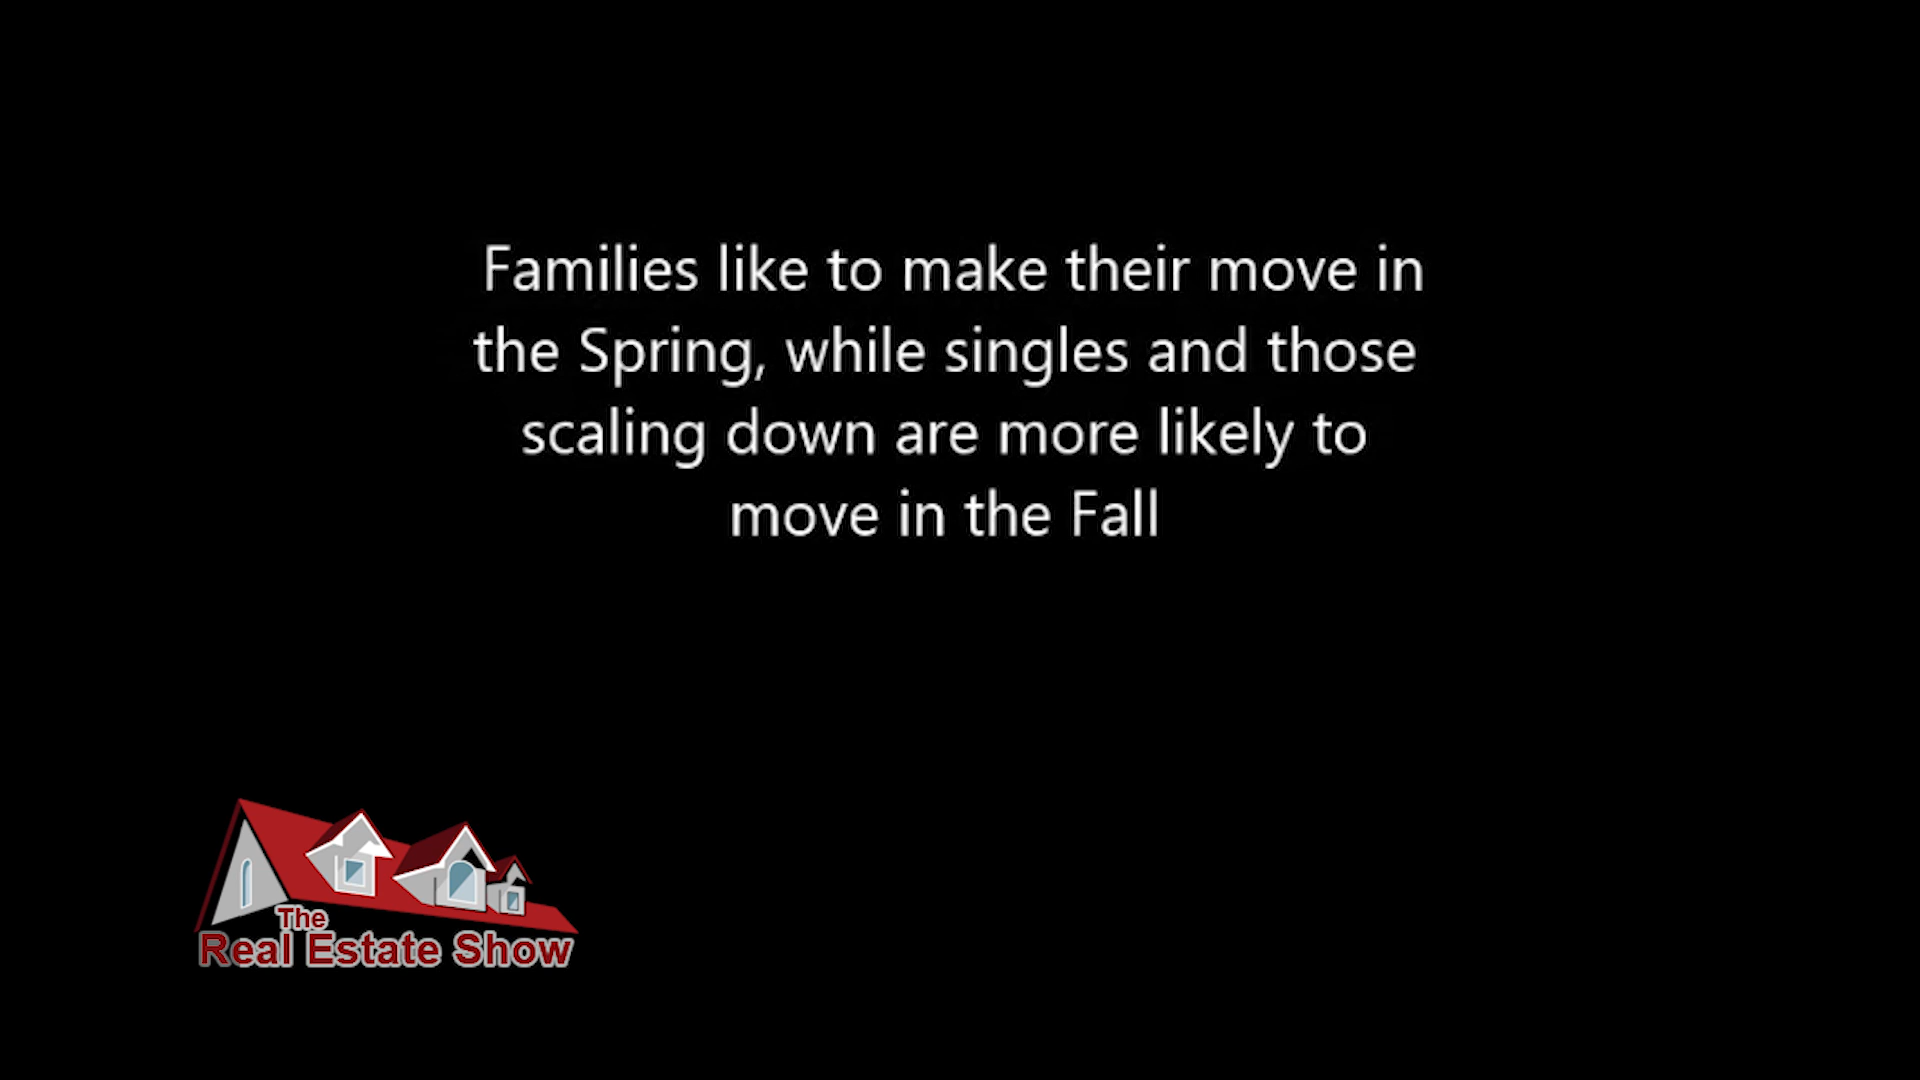 Families like to make their move in
the Spring, while singles and those
scaling down are more likely to
move in the Fall
The
Real Estate Show